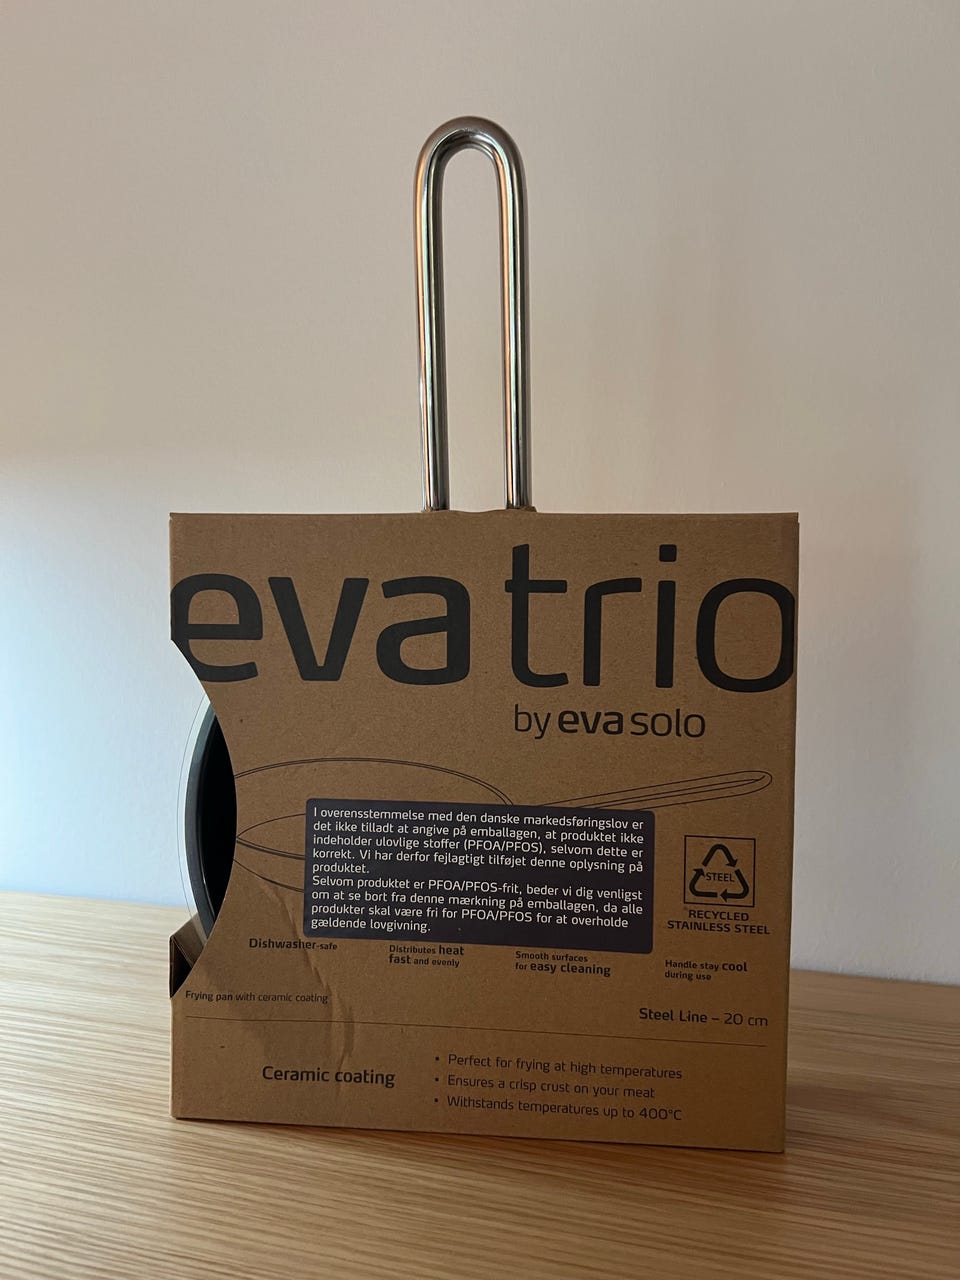 eva trio
by eva solo
I overensstemmelse med den danske markedsføringslov er
det ikke tilladt at angive på emballagen, at produktet ikke
indeholder ulovlige stoffer (PFOA/PFOS), selvom dette er
korrekt. Vi har derfor fejlagtigt tilføjet denne oplysning på
produktet.
Selvom produktet er PFOA/PFOS-frit, beder vi dig venligst
om at se bort fra denne mærkning på emballagen, da alle
produkter skal være fri for PFOA/PFOS for at overholde
gældende lovgivning.
STEEL
RECYCLED
STAINLESS STEEL
Dishwasher-safe
Distributes heat
fast and evenly
Smooth surfaces
for easy cleaning
Handle stay cool
during use
Frying pan with ceramic coating
Steel Line – 20 cm
Ceramic coating
• Perfect for frying at high temperatures
• Ensures a crisp crust on your meat
• Withstands temperatures up to 400°C